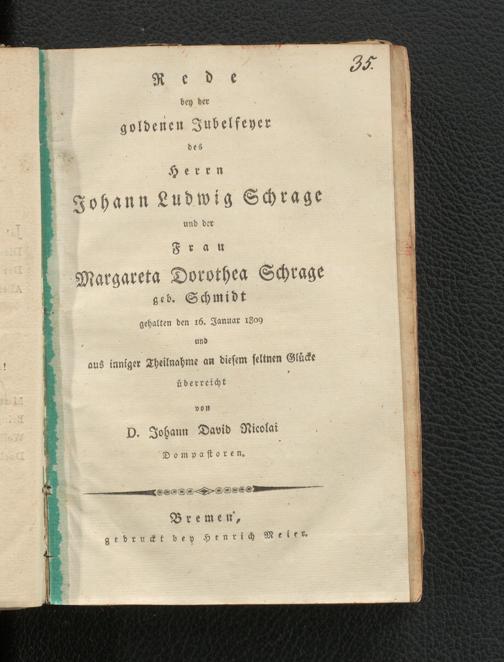 35.
Rede
bey der
goldenen Jubelfeyer
des
Herrn
Johann Ludwig Schrage
und der
Frau
Margareta Dorothea Schrage
geb. Schmidt
gehalten den 16. Januar 1809
und
aus inniger Theilnahme an diesem seltnen Glücke
überreicht
von
D. Johann David Nicolai
Dompastoren.
Bremen,
gedruckt bey Henrich Meier.